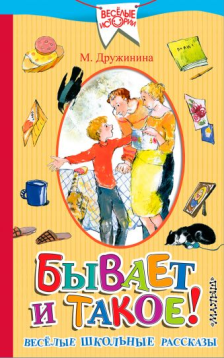 ВЕСЁЛЫЕ
ИСТОРИИ
М. Дружинина
БЫВАЕТ
И ТАКОЕ!
•МАЛЫШ•
ВЕСЁЛЫЕ ШКОЛЬНЫЕ РАССКАЗЫ